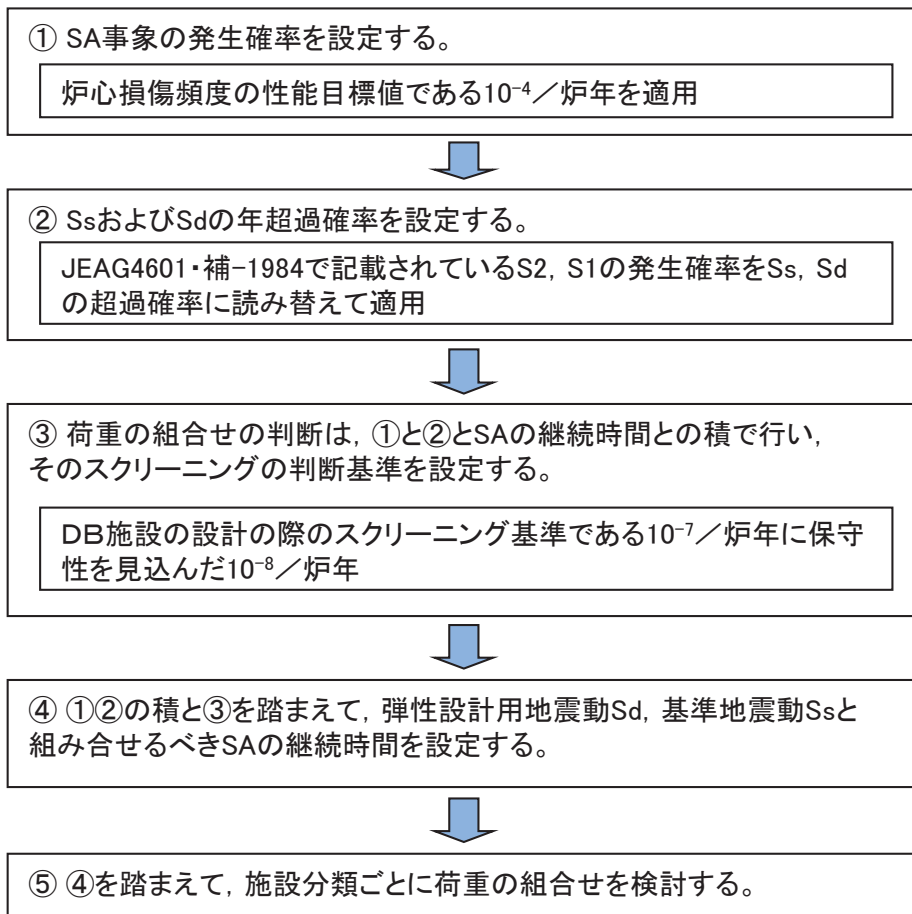 ① SA事象の発生確率を設定する。
炉心損傷頻度の性能目標値である10⁻⁴／炉年を適用
② SsおよびSdの年超過確率を設定する。
JEAG4601・補-1984で記載されているS2, S1の発生確率をSs, Sd
の超過確率に読み替えて適用
③ 荷重の組合せの判断は, ①と②とSAの継続時間との積で行い,
そのスクリーニングの判断基準を設定する。
ＤＢ施設の設計の際のスクリーニング基準である10⁻⁷／炉年に保守
性を見込んだ10⁻⁸／炉年
④ ①②の積と③を踏まえて, 弾性設計用地震動Sd, 基準地震動Ssと
組み合せるべきSAの継続時間を設定する。
⑤ ④を踏まえて, 施設分類ごとに荷重の組合せを検討する。